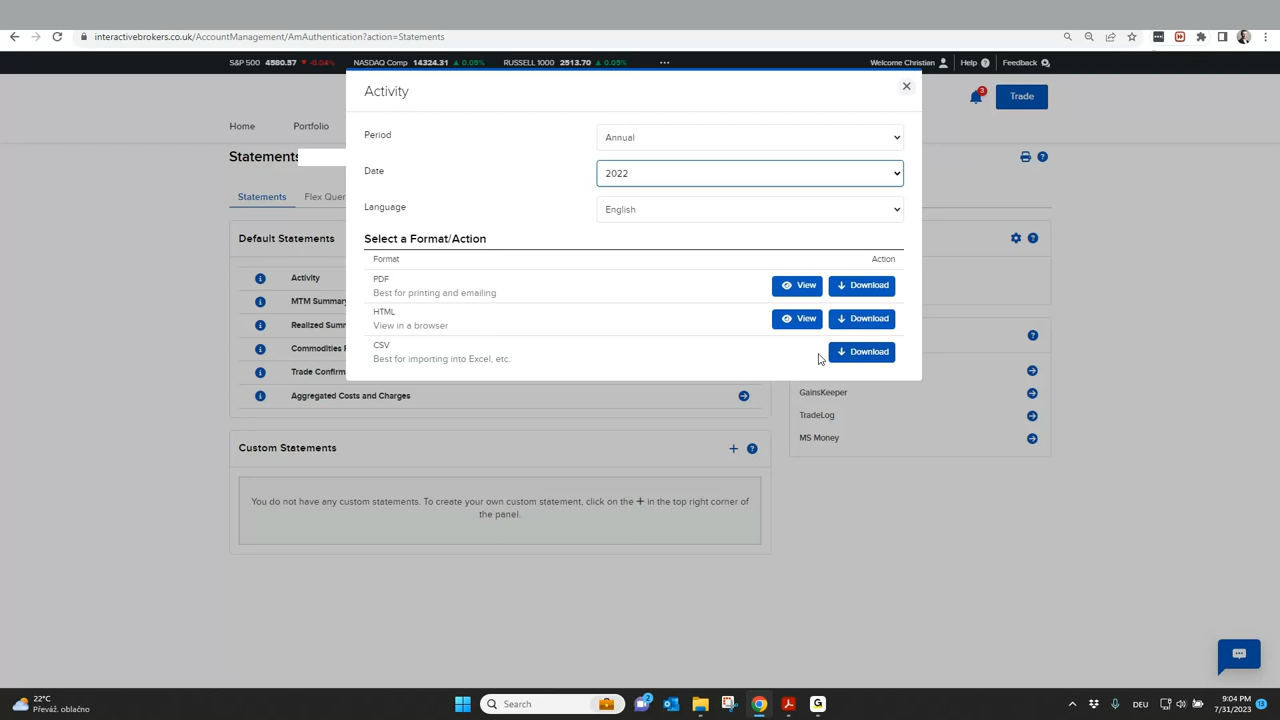 interactivebrokers.co.uk/AccountManagement/AmAuthentication?action=Statements
S&P 500 4580.57 ▼ -0.04% NASDAQ Comp 14324.31 ▲ 0.05% RUSSELL 1000 2513.70 ▲ 0.05% ••• Welcome Christian Help Feedback
Activity
3
Trade
Home Portfolio
Period Annual
Statements
Date 2022
Statements Flex Quer
Language English
Default Statements
Select a Format/Action
Format Action
Activity
PDF
Best for printing and emailing
View Download
MTM Summary
HTML
View in a browser
View Download
Realized Summ
Commodities R
CSV
Best for importing into Excel, etc.
Download
Trade Confirm
Aggregated Costs and Charges
GainsKeeper
TradeLog
MS Money
Custom Statements
You do not have any custom statements. To create your own custom statement, click on the + in the top right corner of
the panel.
22°C
Převáž. oblačno
Search
2
DEU
9:04 PM
7/31/2023
13